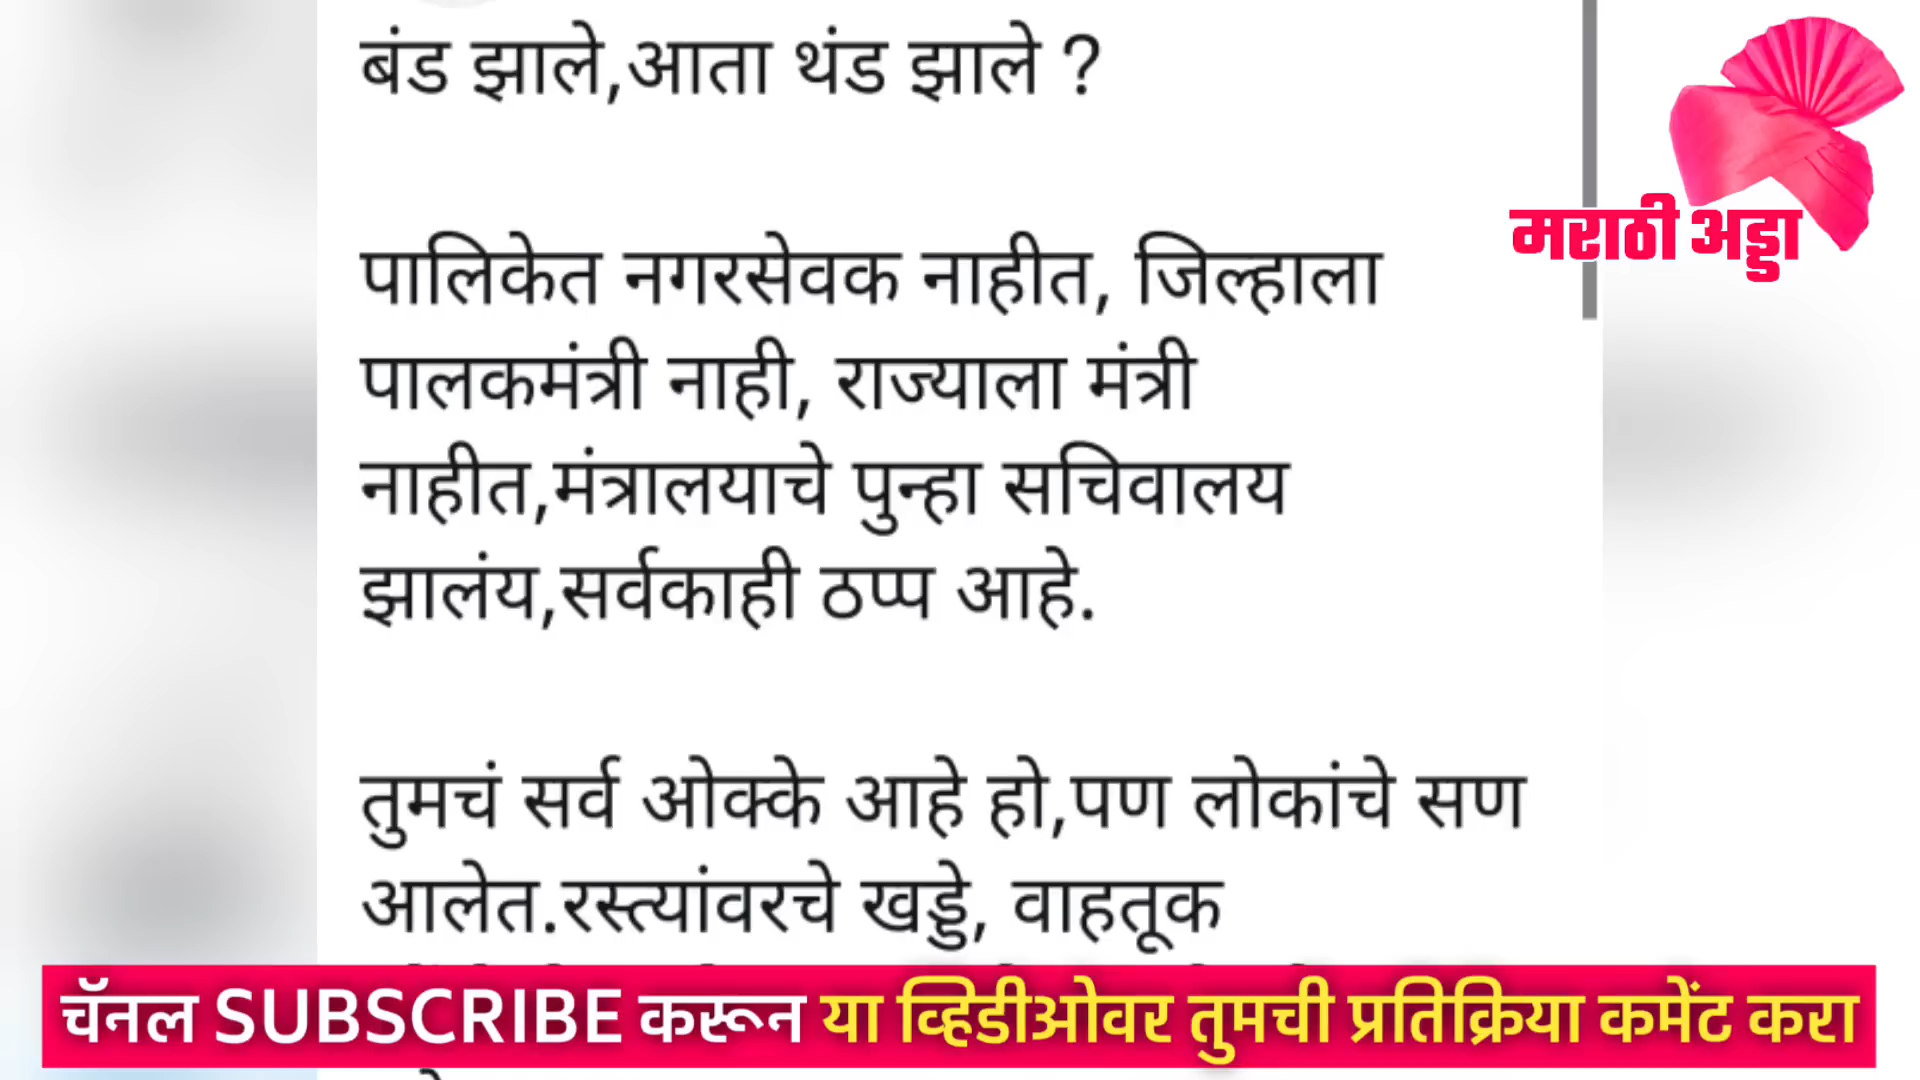 बंड झाले,आता थंड झाले ?
पालिकेत नगरसेवक नाहीत, जिल्हाला
पालकमंत्री नाही, राज्याला मंत्री
नाहीत,मंत्रालयाचे पुन्हा सचिवालय
झालंय,सर्वकाही ठप्प आहे.
तुमचं सर्व ओक्के आहे हो,पण लोकांचे सण
आलेत.रस्त्यांवरचे खड्डे, वाहतूक
मराठी अड्डा
चॅनल SUBSCRIBE करून या व्हिडीओवर तुमची प्रतिक्रिया कमेंट करा